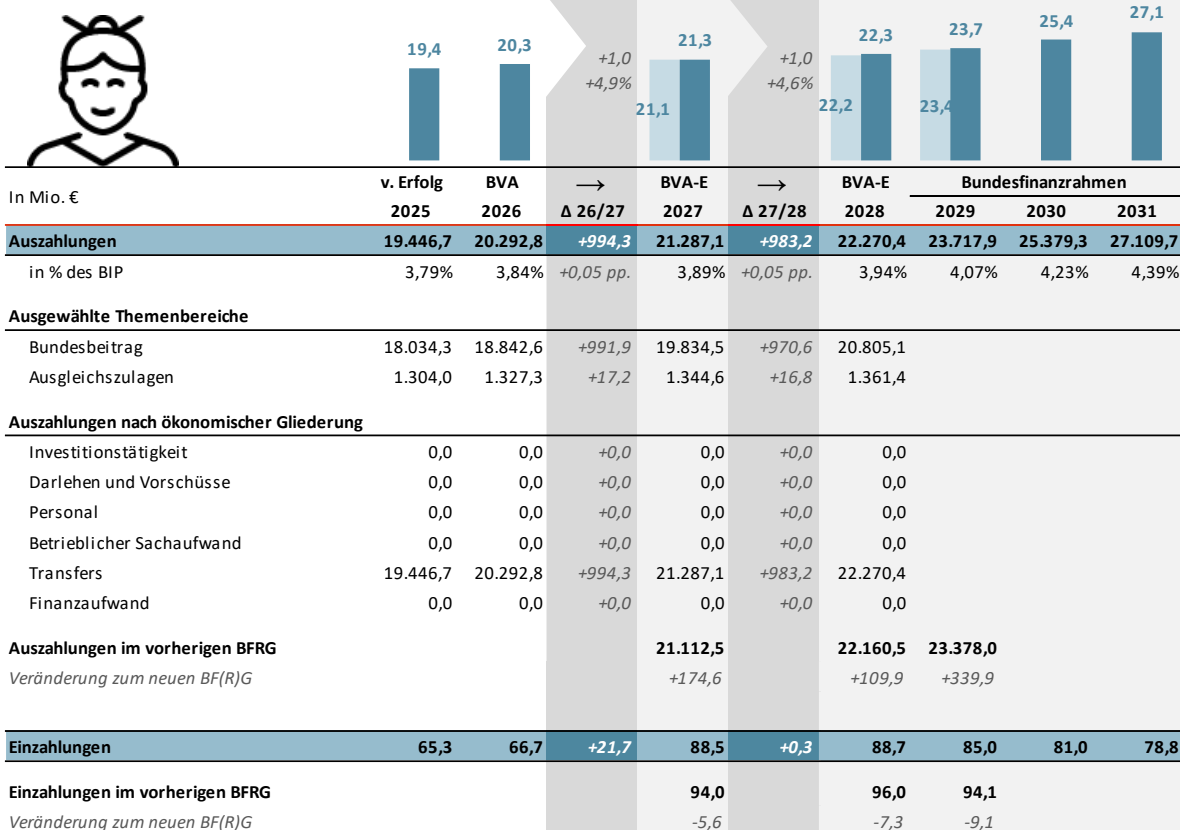 19,4 20,3 +1,0 +4,9% 21,1 21,3 +1,0 +4,6% 22,2 22,3 23,4 23,7 25,4 27,1
In Mio. € v. Erfolg BVA → BVA-E → BVA-E Bundesfinanzrahmen
2025 2026 Δ 26/27 2027 Δ 27/28 2028 2029 2030 2031
Auszahlungen 19.446,7 20.292,8 +994,3 21.287,1 +983,2 22.270,4 23.717,9 25.379,3 27.109,7
in % des BIP 3,79% 3,84% +0,05 pp. 3,89% +0,05 pp. 3,94% 4,07% 4,23% 4,39%
Ausgewählte Themenbereiche
Bundesbeitrag 18.034,3 18.842,6 +991,9 19.834,5 +970,6 20.805,1
Ausgleichszulagen 1.304,0 1.327,3 +17,2 1.344,6 +16,8 1.361,4
Auszahlungen nach ökonomischer Gliederung
Investitionstätigkeit 0,0 0,0 +0,0 0,0 +0,0 0,0
Darlehen und Vorschüsse 0,0 0,0 +0,0 0,0 +0,0 0,0
Personal 0,0 0,0 +0,0 0,0 +0,0 0,0
Betrieblicher Sachaufwand 0,0 0,0 +0,0 0,0 +0,0 0,0
Transfers 19.446,7 20.292,8 +994,3 21.287,1 +983,2 22.270,4
Finanzaufwand 0,0 0,0 +0,0 0,0 +0,0 0,0
Auszahlungen im vorherigen BFRG 21.112,5 22.160,5 23.378,0
Veränderung zum neuen BF(R)G +174,6 +109,9 +339,9
Einzahlungen 65,3 66,7 +21,7 88,5 +0,3 88,7 85,0 81,0 78,8
Einzahlungen im vorherigen BFRG 94,0 96,0 94,1
Veränderung zum neuen BF(R)G -5,6 -7,3 -9,1